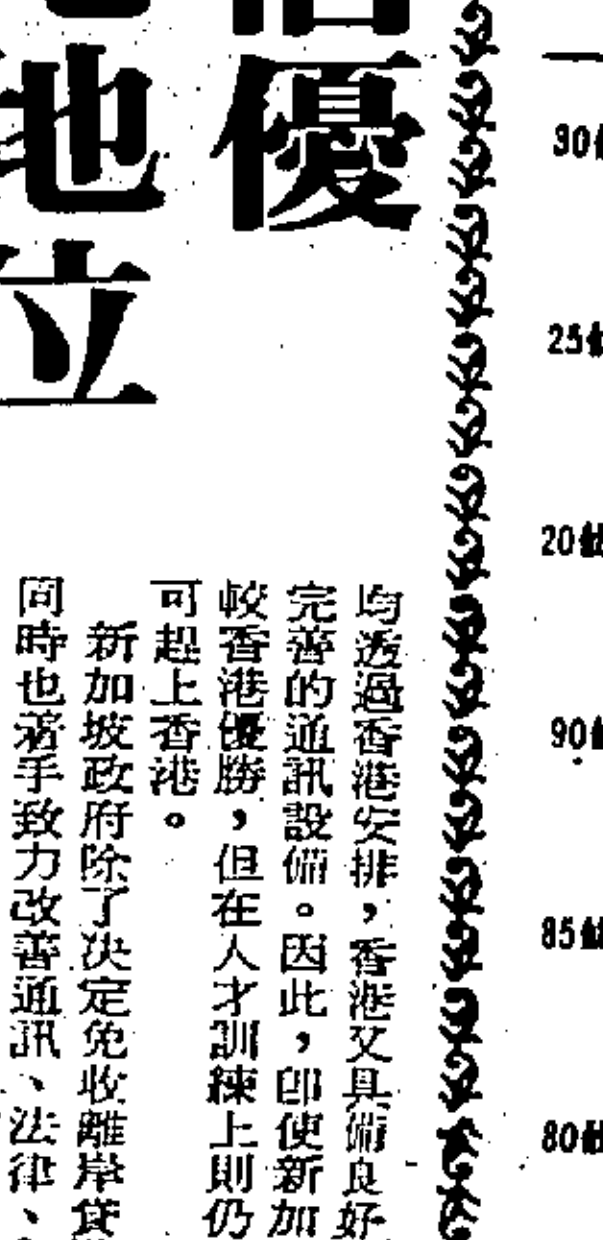 優
地立
均透過香港安排，香港又具備良好
完善的通訊設備。因此，即使新加
較香港優勝，但在人才訓練上則仍
可趕上香港。
新加坡政府除了決定免收離岸貸
同時也着手致力改善通訊、法律、
30
25
20
90
85
80